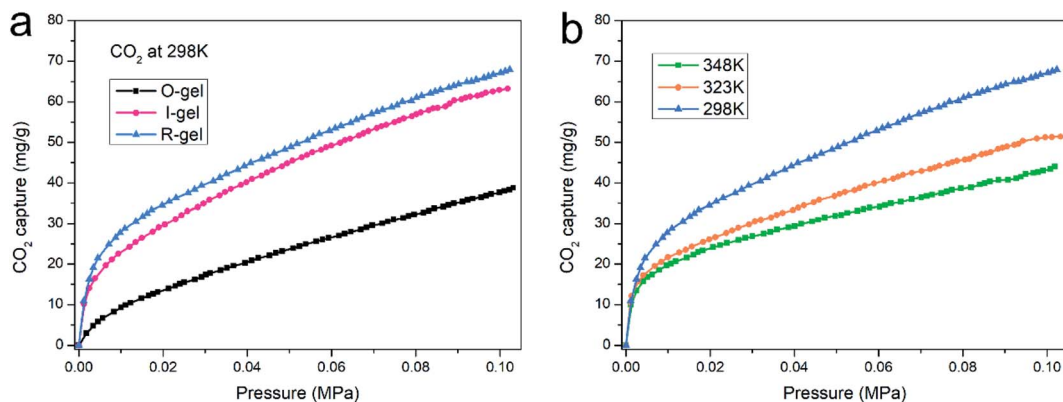 a
CO2 at 298K
O-gel
I-gel
R-gel
CO2 capture (mg/g)
80
70
60
50
40
30
20
10
0
0.00 0.02 0.04 0.06 0.08 0.10
Pressure (MPa)
b
348K
323K
298K
CO2 capture (mg/g)
80
70
60
50
40
30
20
10
0
0.00 0.02 0.04 0.06 0.08 0.10
Pressure (MPa)